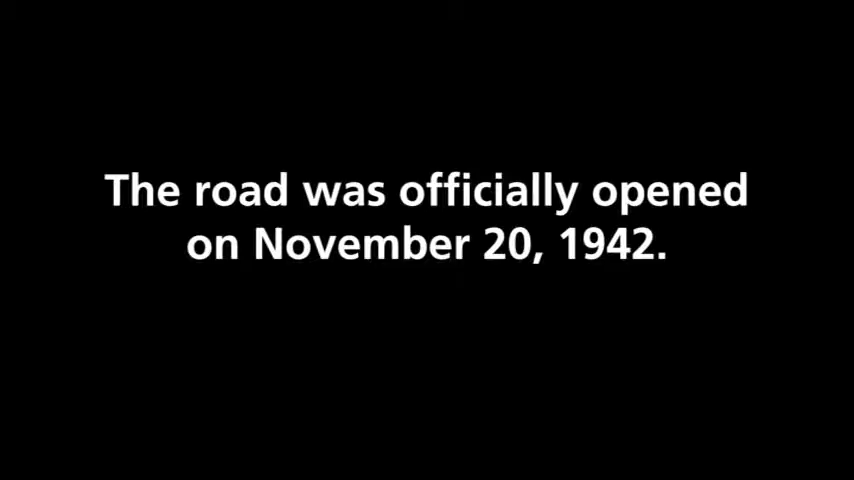 The road was officially opened
on November 20, 1942.